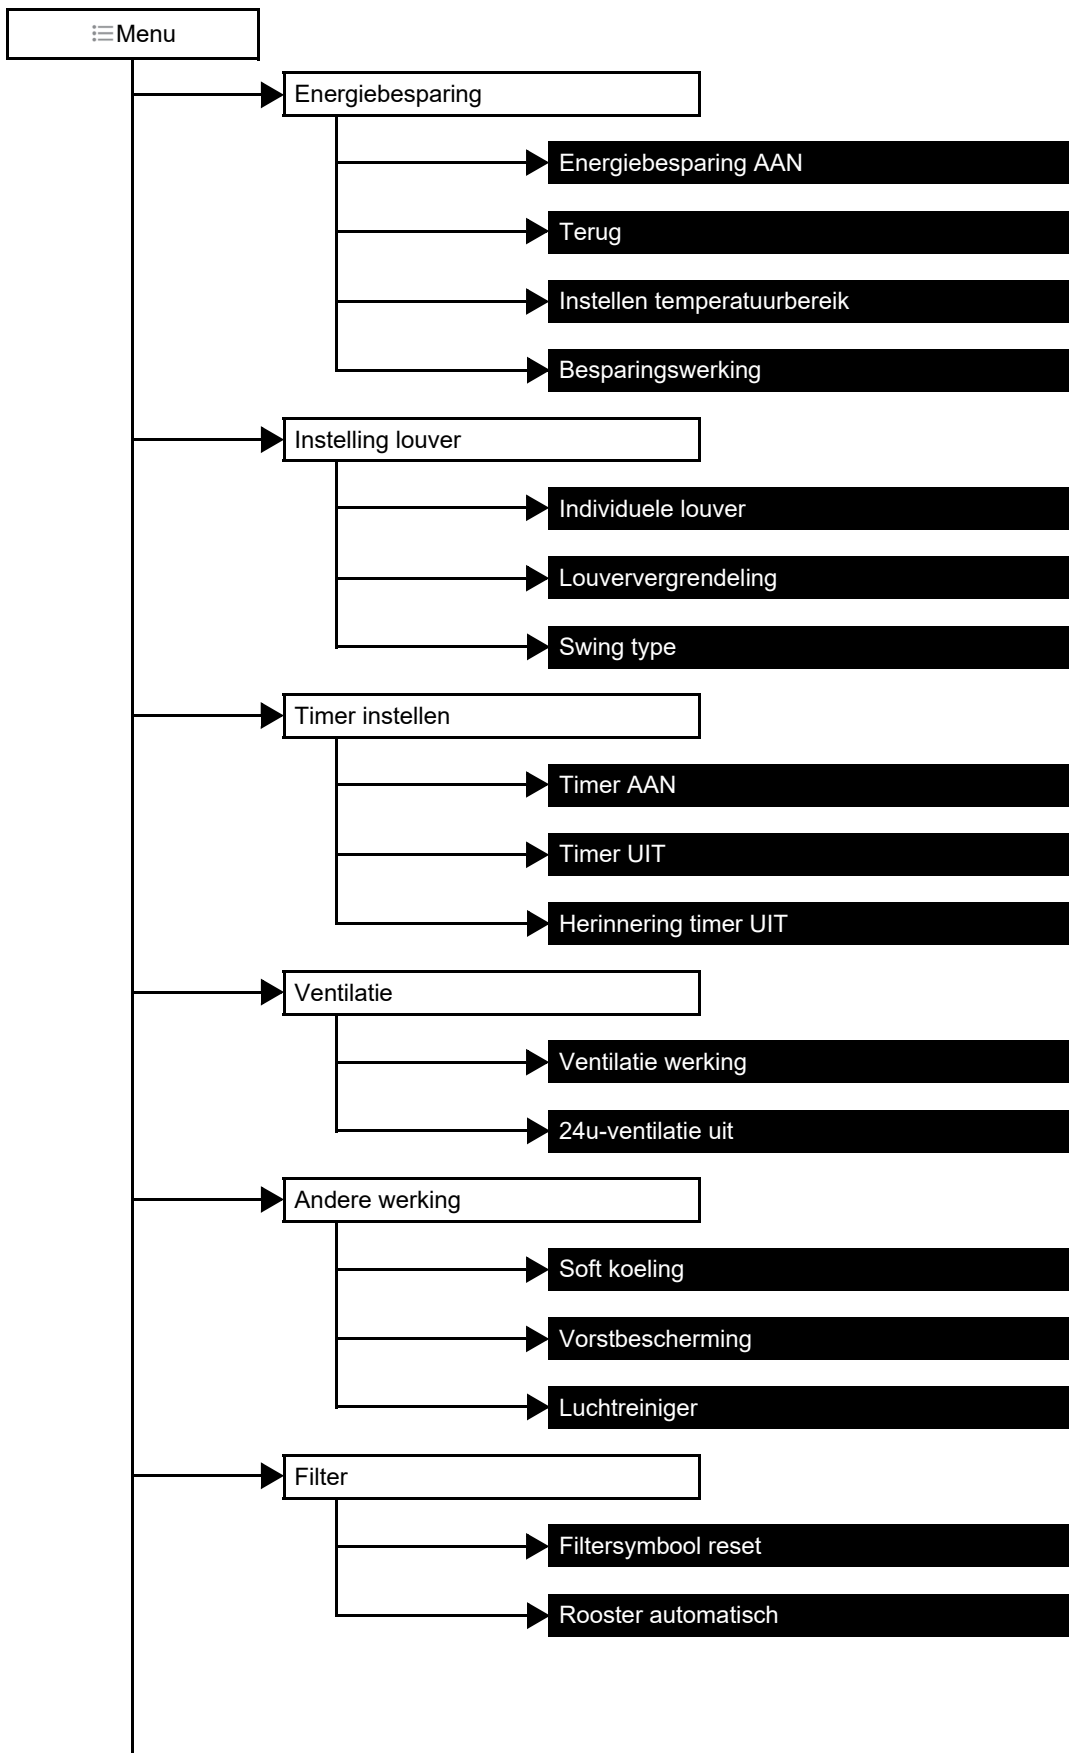 Menu
Energiebesparing
Energiebesparing AAN
Terug
Instellen temperatuurbereik
Besparingswerking
Instelling louver
Individuele louver
Louververgrendeling
Swing type
Timer instellen
Timer AAN
Timer UIT
Herinnering timer UIT
Ventilatie
Ventilatie werking
24u-ventilatie uit
Andere werking
Soft koeling
Vorstbescherming
Luchtreiniger
Filter
Filtersymbool reset
Rooster automatisch